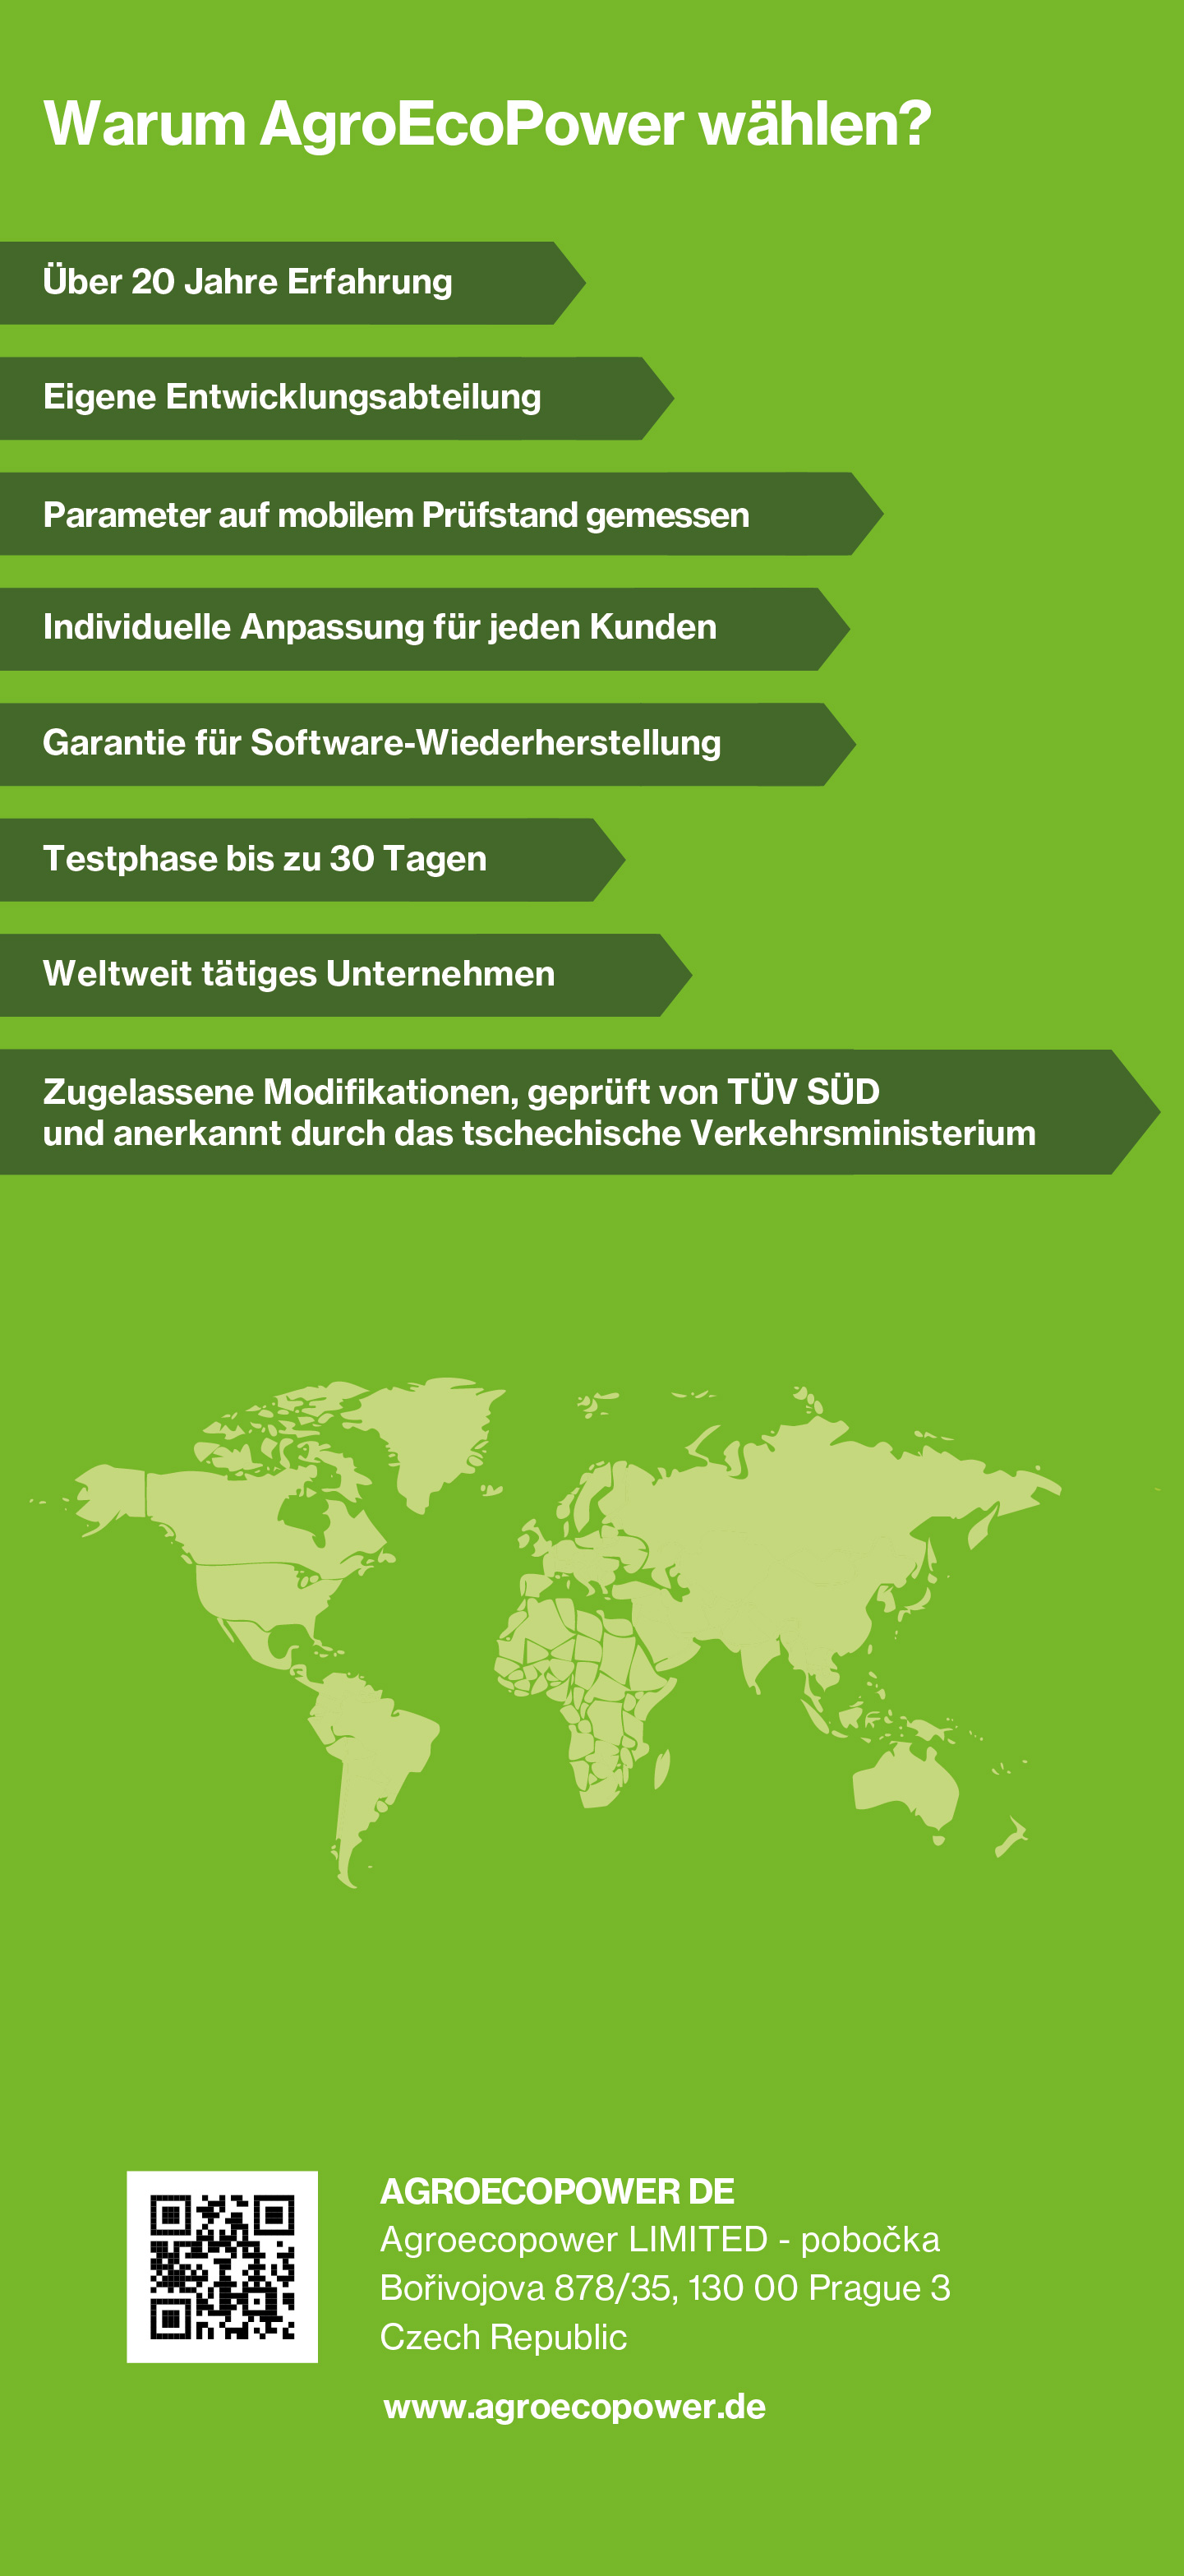 Warum AgroEcoPower wählen?
Über 20 Jahre Erfahrung
Eigene Entwicklungsabteilung
Parameter auf mobilem Prüfstand gemessen
Individuelle Anpassung für jeden Kunden
Garantie für Software-Wiederherstellung
Testphase bis zu 30 Tagen
Weltweit tätiges Unternehmen
Zugelassene Modifikationen, geprüft von TÜV SÜD
und anerkannt durch das tschechische Verkehrsministerium
AGROECOPOWER DE
Agroecopower LIMITED - pobočka
Bořivojova 878/35, 130 00 Prague 3
Czech Republic
www.agroecopower.de